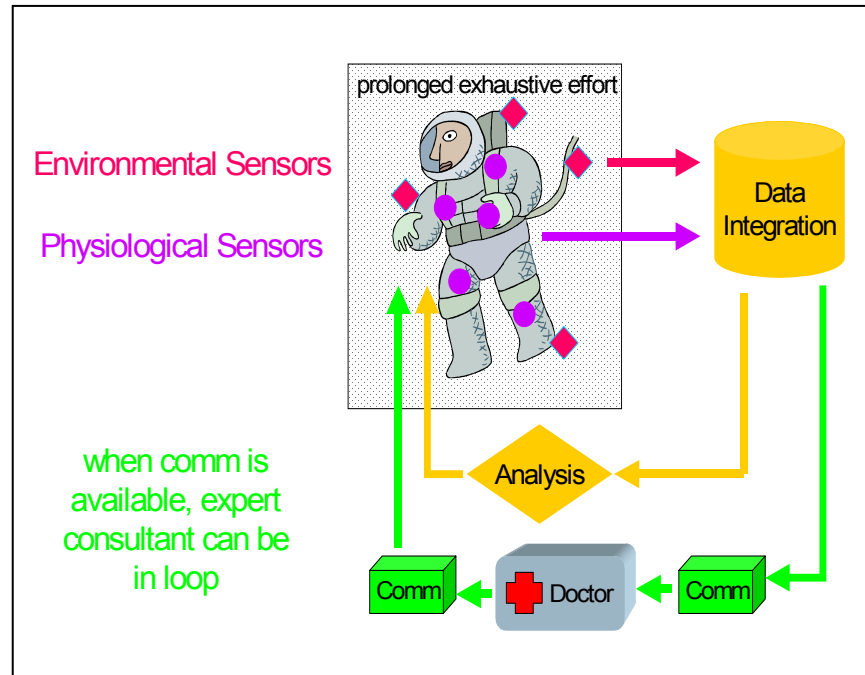 prolonged exhaustive effort
Environmental Sensors
Physiological Sensors
Data
Integration
Analysis
when comm is
available, expert
consultant can be
in loop
Comm
Doctor
Comm